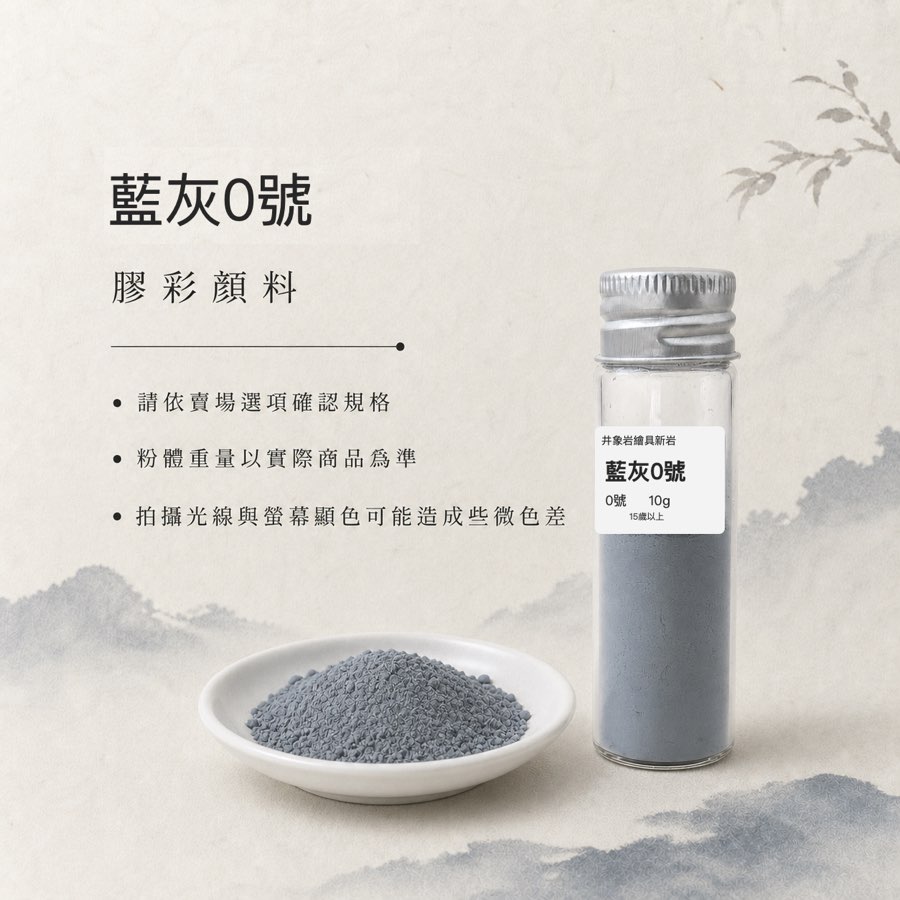 藍灰0號
膠彩顏料
• 請依賣場選項確認規格
• 粉體重量以實際商品為準
• 拍攝光線與螢幕顯色可能造成些微色差
井象岩繪具新岩
藍灰0號
0號 10g
15歲以上